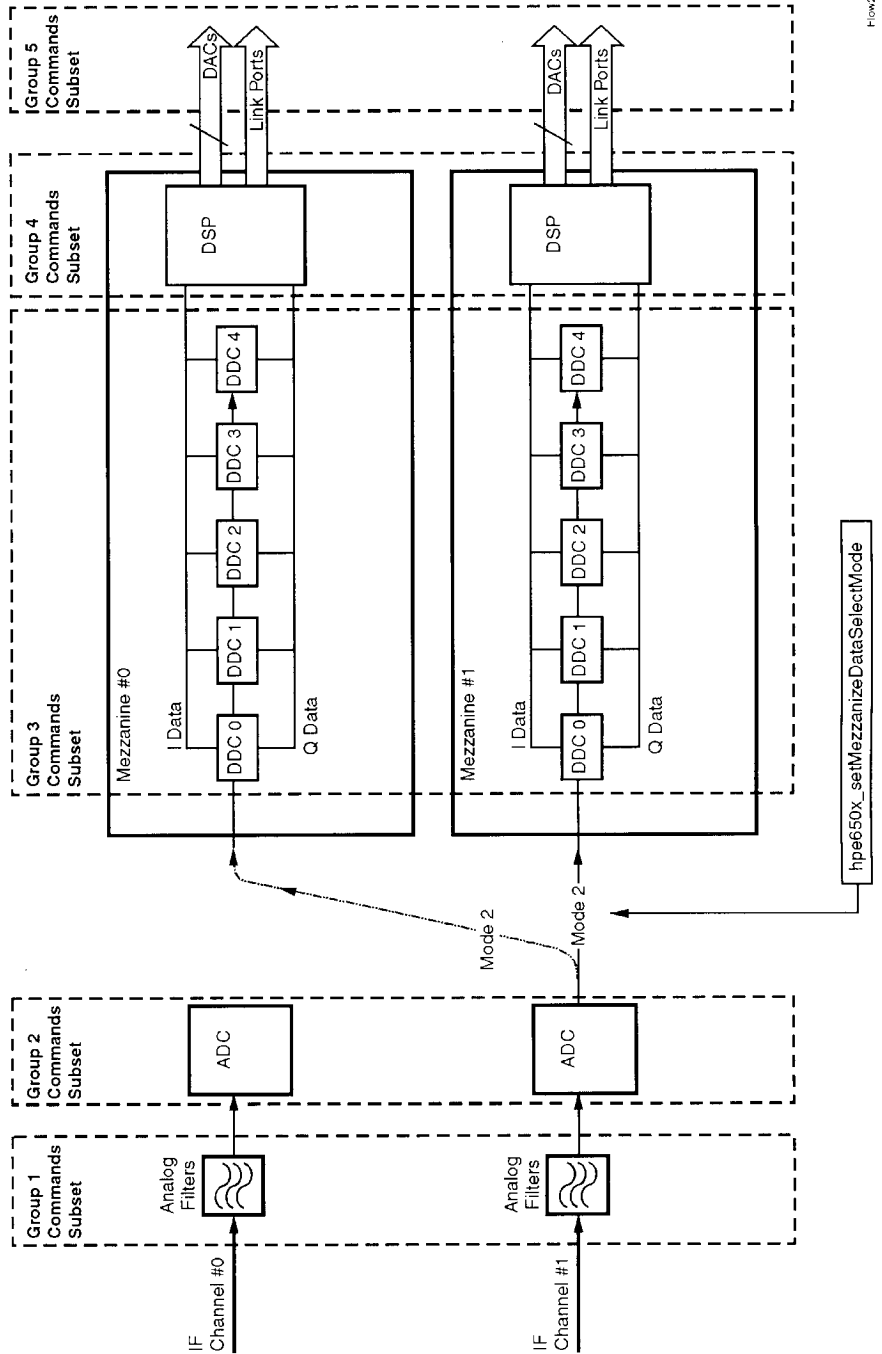 Group 1
Commands
Subset
Group 2
Commands
Subset
Group 3
Commands
Subset
Group 4
Commands
Subset
Group 5
Commands
Subset
IF
Channel #0
Analog
Filters
ADC
Mezzanine #0
I Data
DDC 0
DDC 1
DDC 2
DDC 3
DDC 4
Q Data
DSP
DACs
Link Ports
Mode 2
IF
Channel #1
Analog
Filters
ADC
Mode 2
Mezzanine #1
I Data
DDC 0
DDC 1
DDC 2
DDC 3
DDC 4
Q Data
DSP
DACs
Link Ports
hpe650x_setMezzanizeDataSelectMode